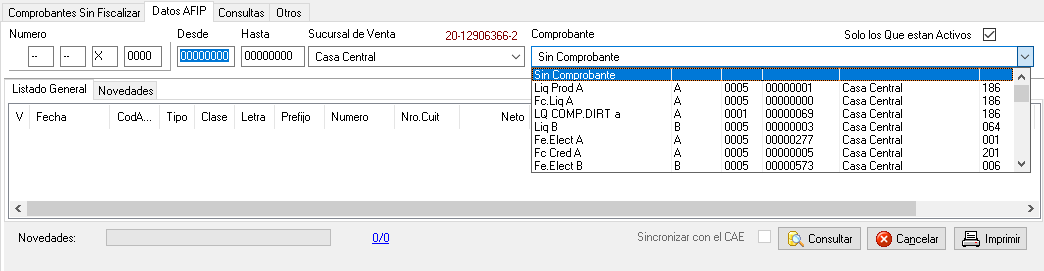 Comprobantes Sin Fiscalizar Datos AFIP Consultas Otros
Numero Desde Hasta Sucursal de Venta 20-12906366-2 Comprobante Solo los Que estan Activos
-- -- X 0000 00000000 00000000 Casa Central Sin Comprobante
Sin Comprobante
Liq Prod A A 0005 00000001 Casa Central 186
Fc.Liq A A 0005 00000000 Casa Central 186
LQ COMP.DIRT a A 0001 00000069 Casa Central 186
Liq B B 0005 00000003 Casa Central 064
Fe.Elect A A 0005 00000277 Casa Central 001
Fc Cred A A 0005 00000005 Casa Central 201
Fe.Elect B B 0005 00000573 Casa Central 006
Listado General Novedades
V Fecha CodA... Tipo Clase Letra Prefijo Numero Nro.Cuit Neto
Novedades: 0/0 Sincronizar con el CAE Consultar Cancelar Imprimir